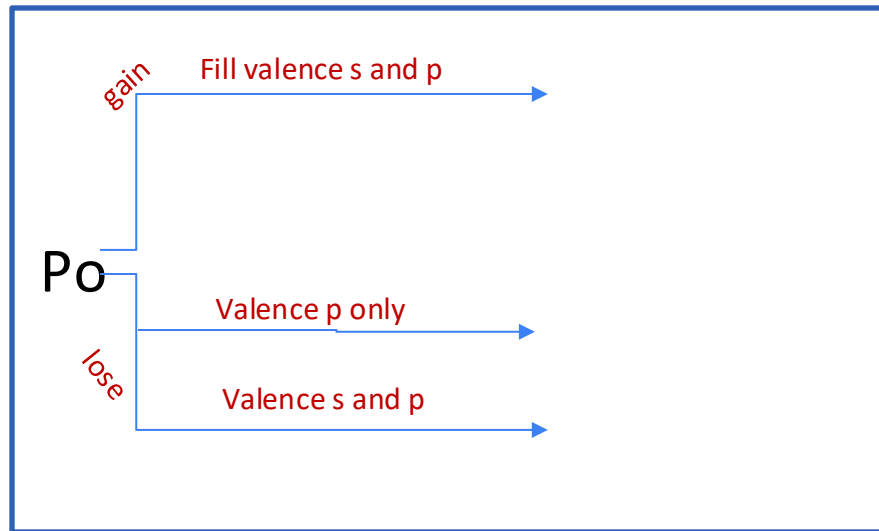 gain
Fill valence s and p
Po
Valence p only
lose
Valence s and p